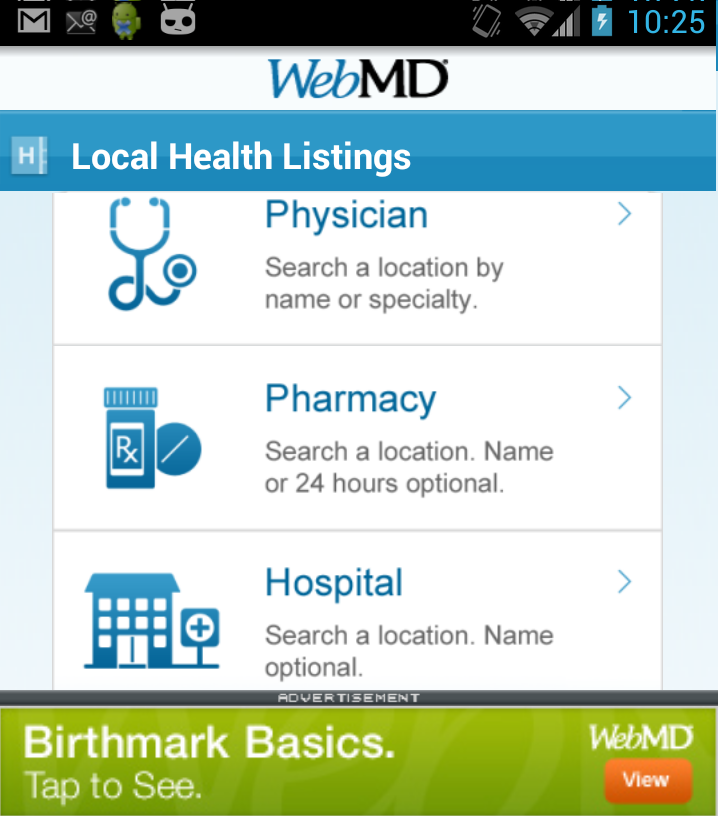 10:25
WebMD
H Local Health Listings
Physician
Search a location by
name or specialty.
Rx
Pharmacy
Search a location. Name
or 24 hours optional.
Hospital
Search a location. Name
optional.
ADVERTISEMENT
Birthmark Basics.
Tap to See.
WebMD
View